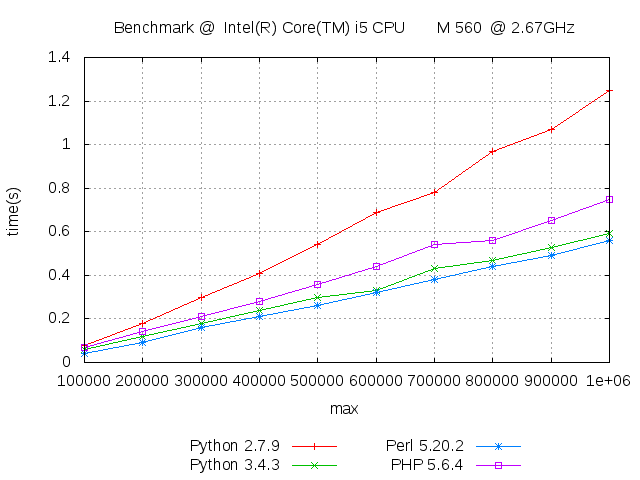 Benchmark @ Intel(R) Core(TM) i5 CPU M 560 @ 2.67GHz
1.4
1.2
1
0.8
0.6
0.4
0.2
0
time(s)
100000 200000 300000 400000 500000 600000 700000 800000 900000 1e+06
max
Python 2.7.9 Perl 5.20.2
Python 3.4.3 PHP 5.6.4